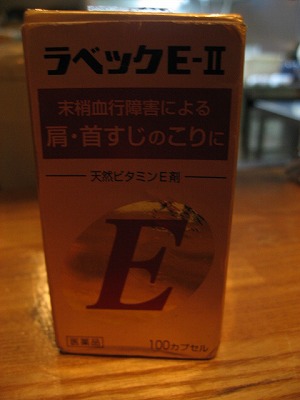 ラベックE-Ⅱ
末梢血行障害による
肩・首すじのこりに
天然ビタミンE剤
E
医薬品
100カプセル